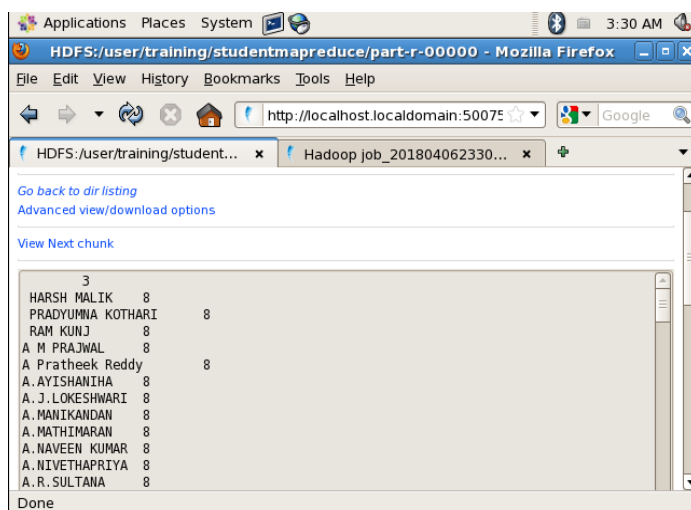 Applications Places System 3:30 AM
HDFS:/user/training/studentmapreduce/part-r-00000 - Mozilla Firefox
File Edit View History Bookmarks Tools Help
http://localhost.localdomain:50075 Google
HDFS:/user/training/student... Hadoop job_201804062330...
Go back to dir listing
Advanced view/download options
View Next chunk
3
HARSH MALIK 8
PRADYUMNA KOTHARI 8
RAM KUNJ 8
A M PRAJWAL 8
A Pratheek Reddy 8
A.AYISHANIHA 8
A.J.LOKESHWARI 8
A.MANIKANDAN 8
A.MATHIMARAN 8
A.NAVEEN KUMAR 8
A.NIVETHAPRIYA 8
A.R.SULTANA 8
Done